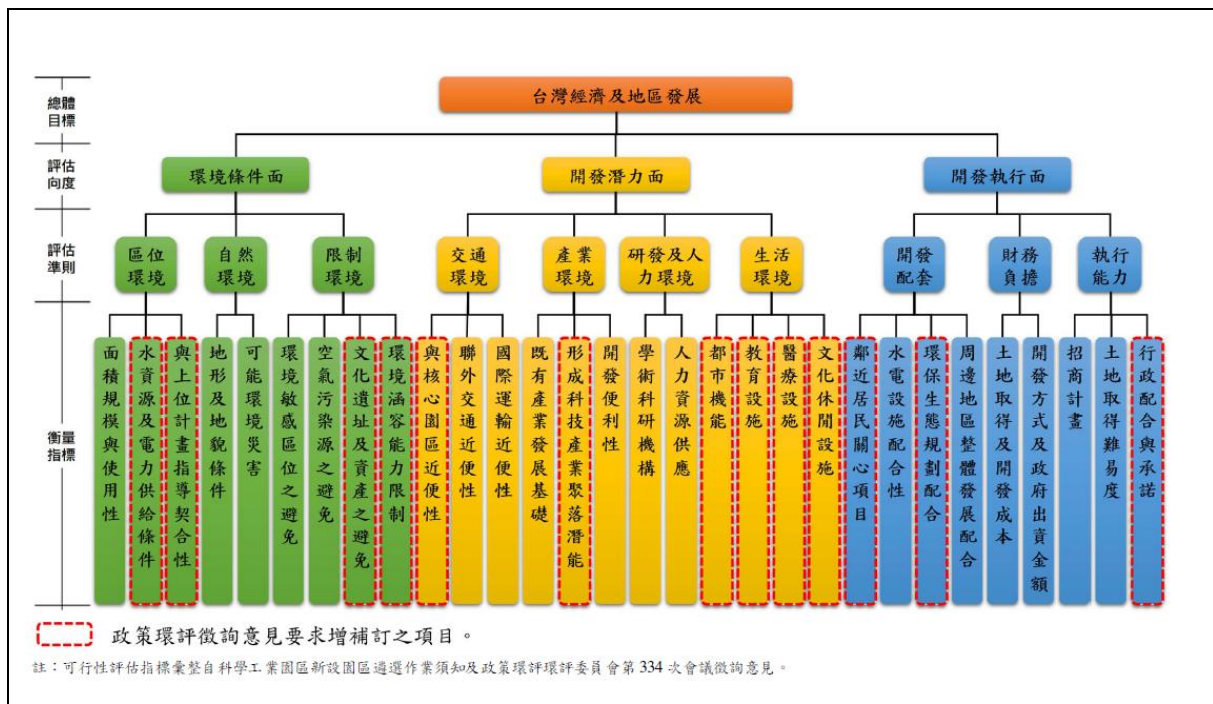 總體
目標
台灣經濟及地區發展
評估
向度
環境條件面
開發潛力面
開發執行面
評估
準則
區位
環境
自然
環境
限制
環境
交通
環境
產業
環境
研發及人
力環境
生活
環境
開發
配套
財務
負擔
執行
能力
衡量
指標
面積規模與使用性
水資源及電力供給條件
與上位計畫指導契合性
地形及地貌條件
可能環境災害
環境敏感區位之避免
空氣污染源之避免
文化遺址及資產之避免
環境涵容能力限制
與核心園區近便性
聯外交通近便性
國際運輸近便性
既有產業發展基礎
形成科技產業聚落潛能
開發便利性
學術科研機構
人力資源供應
都市機能
教育設施
醫療設施
文化休閒設施
鄰近居民關心項目
水電設施配合性
環保生態規劃配合
周邊地區整體發展配合
土地取得及開發成本
開發方式及政府出資金額
招商計畫
土地取得難易度
行政配合與承諾
政策環評徵詢意見要求增補訂之項目。
註：可行性評估指標彙整自科學工業園區新設園區遴選作業須知及政策環評環評委員會第 334 次會議徵詢意見。